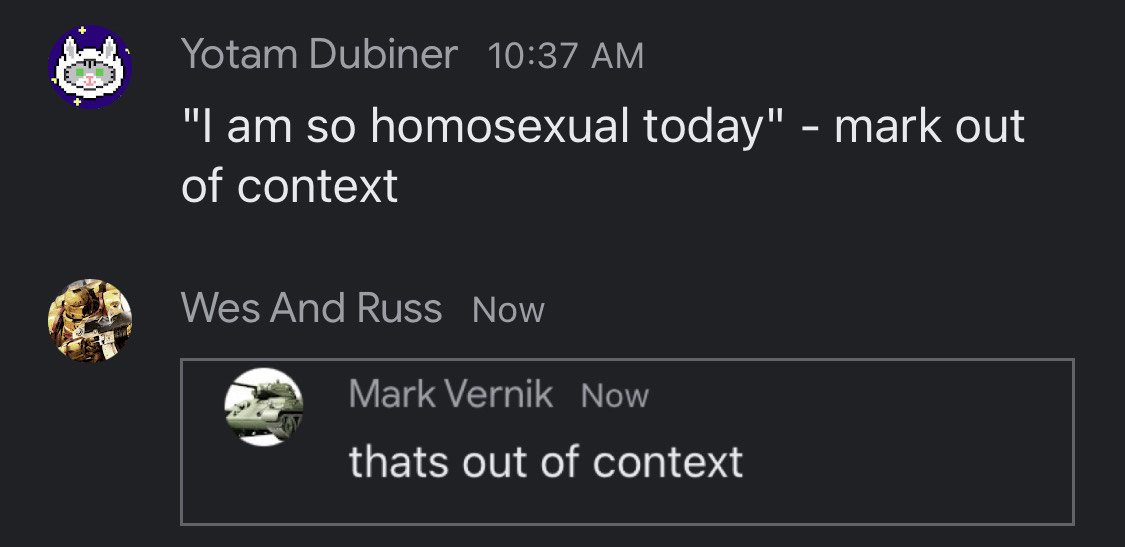 Yotam Dubiner 10:37 AM
"I am so homosexual today" - mark out
of context
Wes And Russ Now
Mark Vernik Now
thats out of context